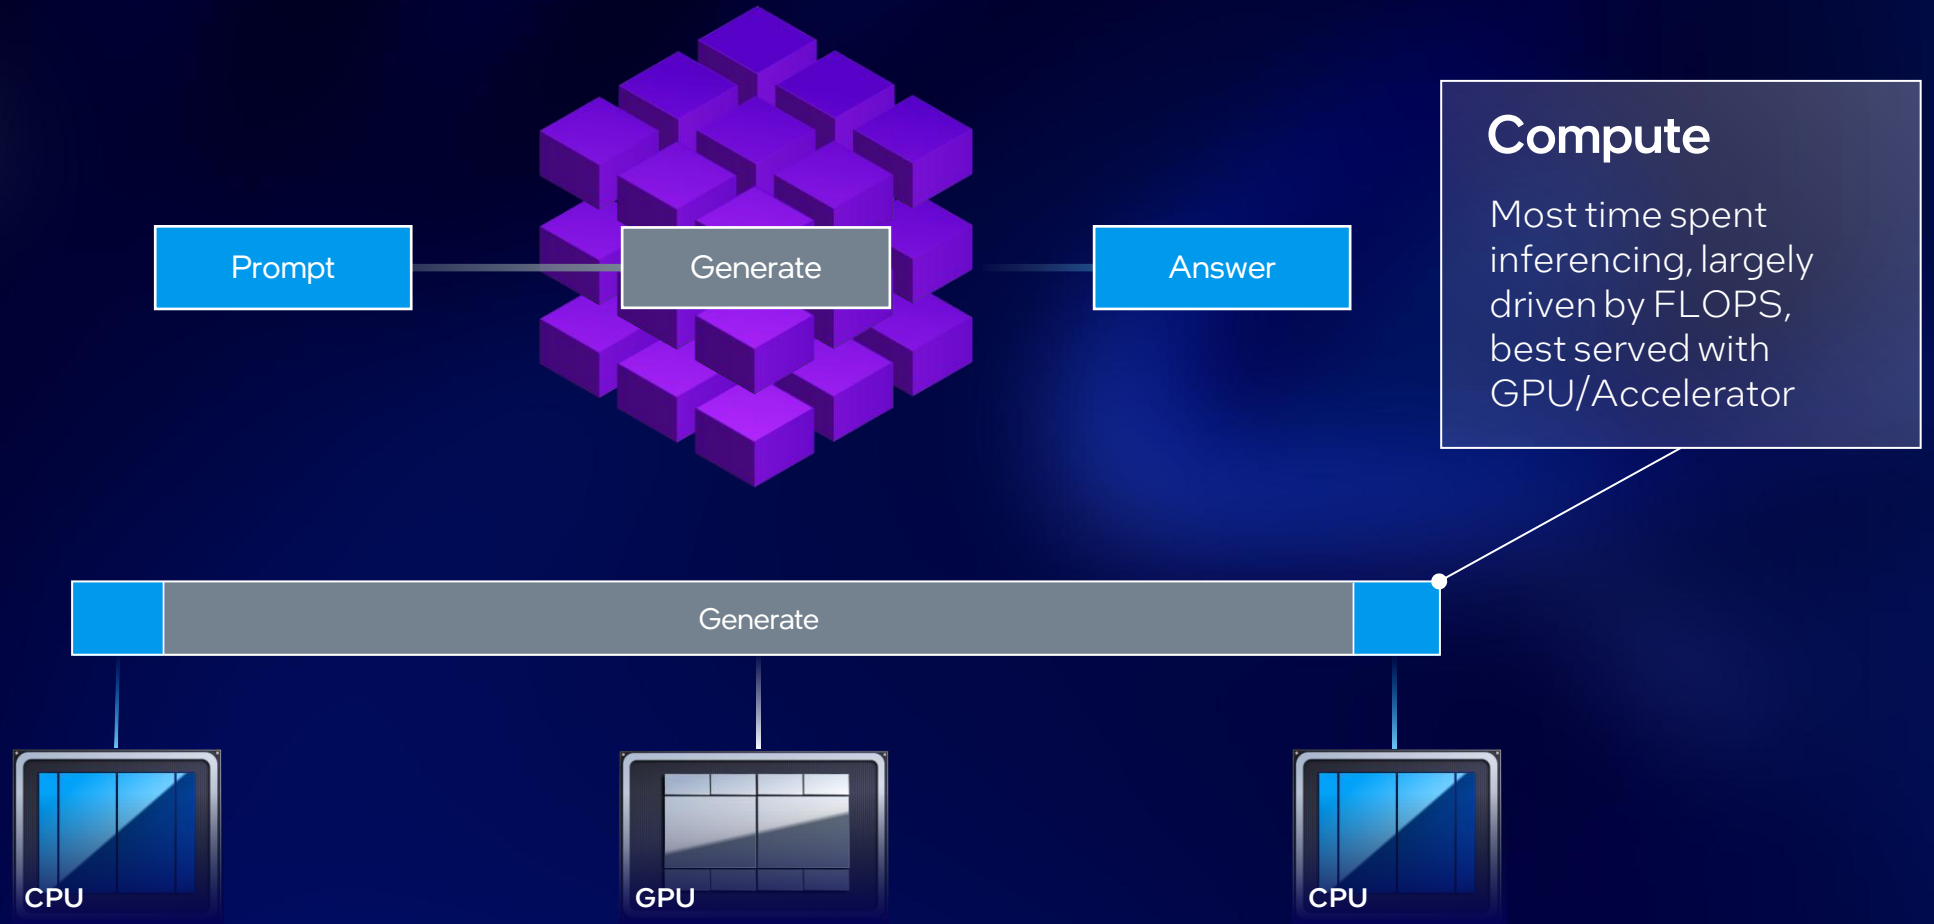 Prompt
Generate
Answer
Compute
Most time spent
inferencing, largely
driven by FLOPS,
best served with
GPU/Accelerator
Generate
CPU
GPU
CPU